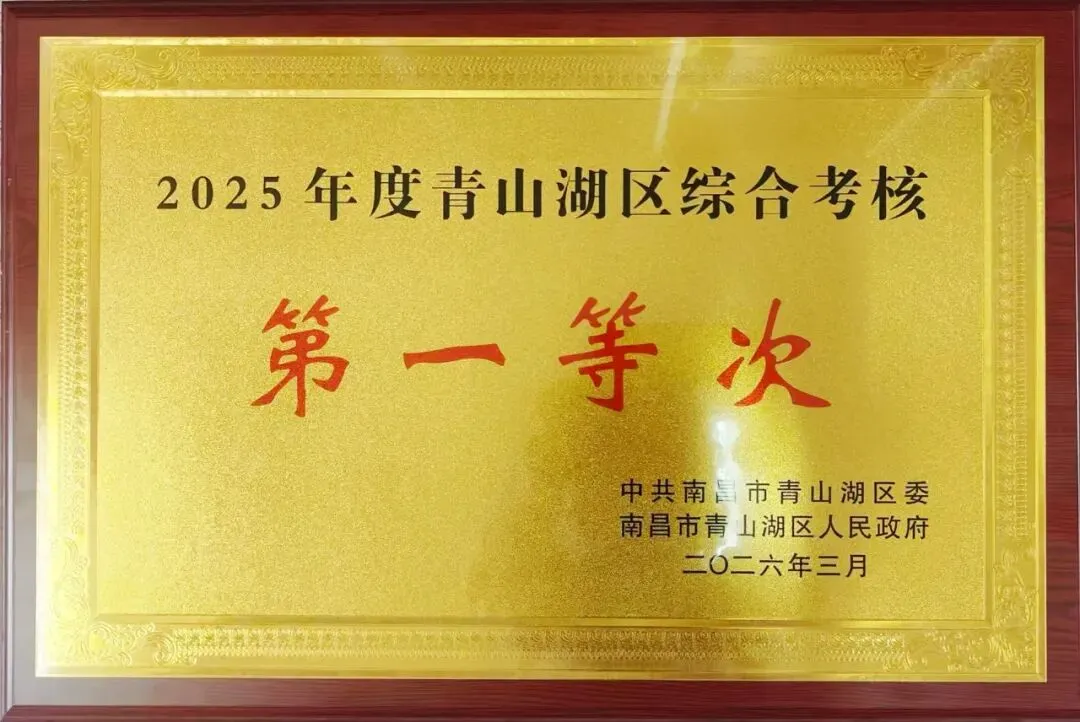 2025年度青山湖区综合考核
第一等次
中共南昌市青山湖区委
南昌市青山湖区人民政府
二〇二六年三月